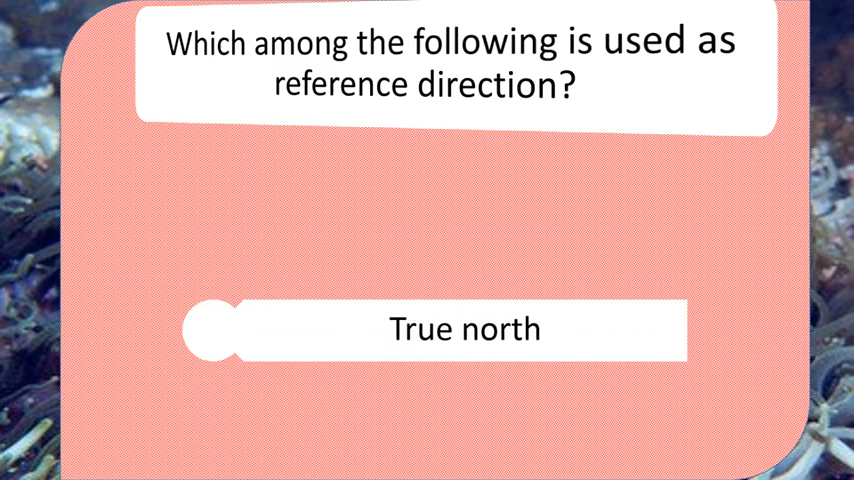 Which among the following is used as
reference direction?
True north